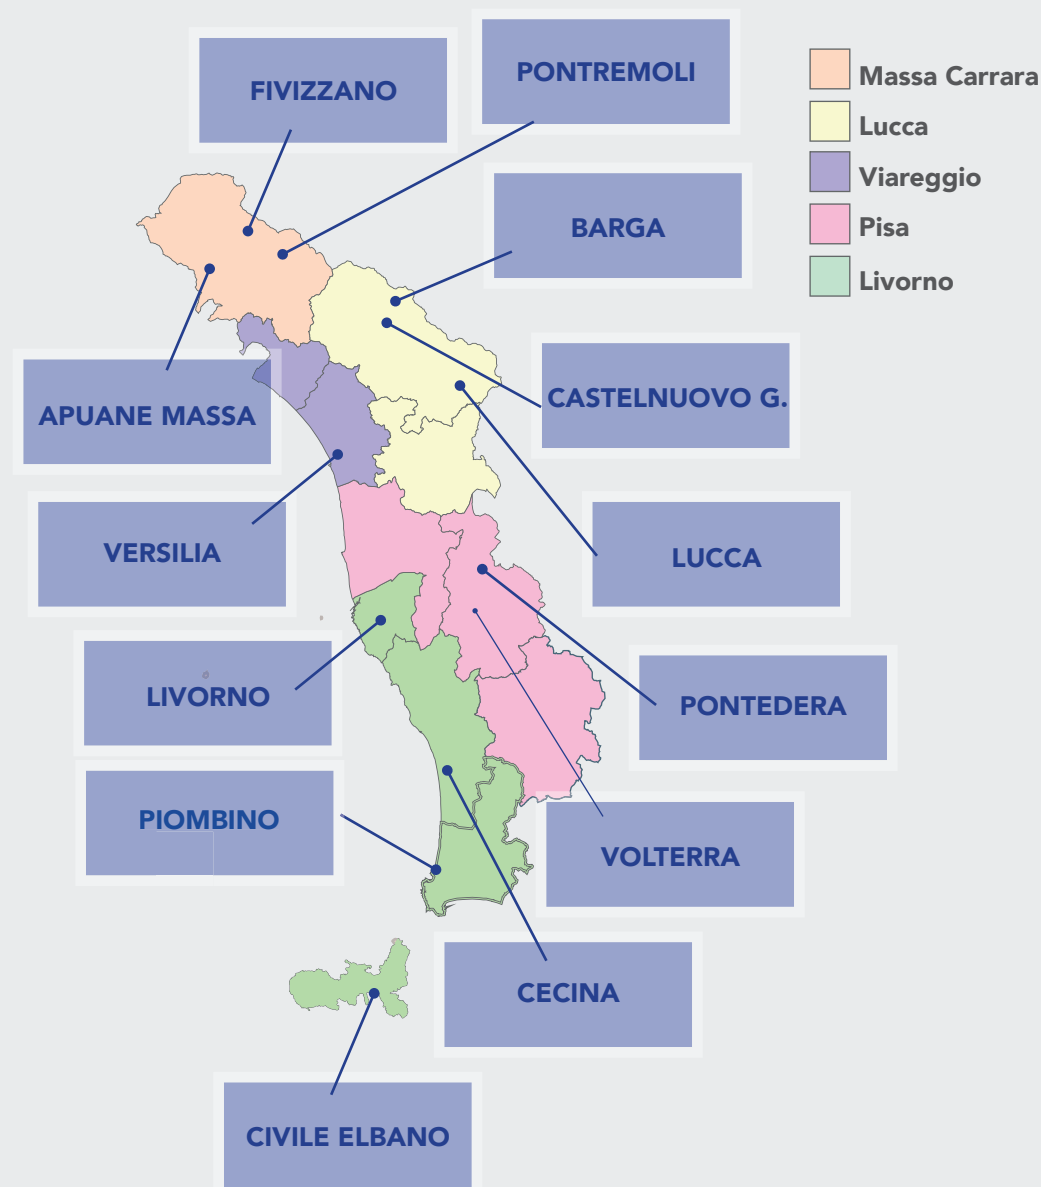 PONTREMOLI
FIVIZZANO
Massa Carrara
Lucca
Viareggio
Pisa
Livorno
BARGA
CASTELNUOVO G.
APUANE MASSA
VERSILIA
LUCCA
LIVORNO
PONTEDERA
PIOMBINO
VOLTERRA
CECINA
CIVILE ELBANO